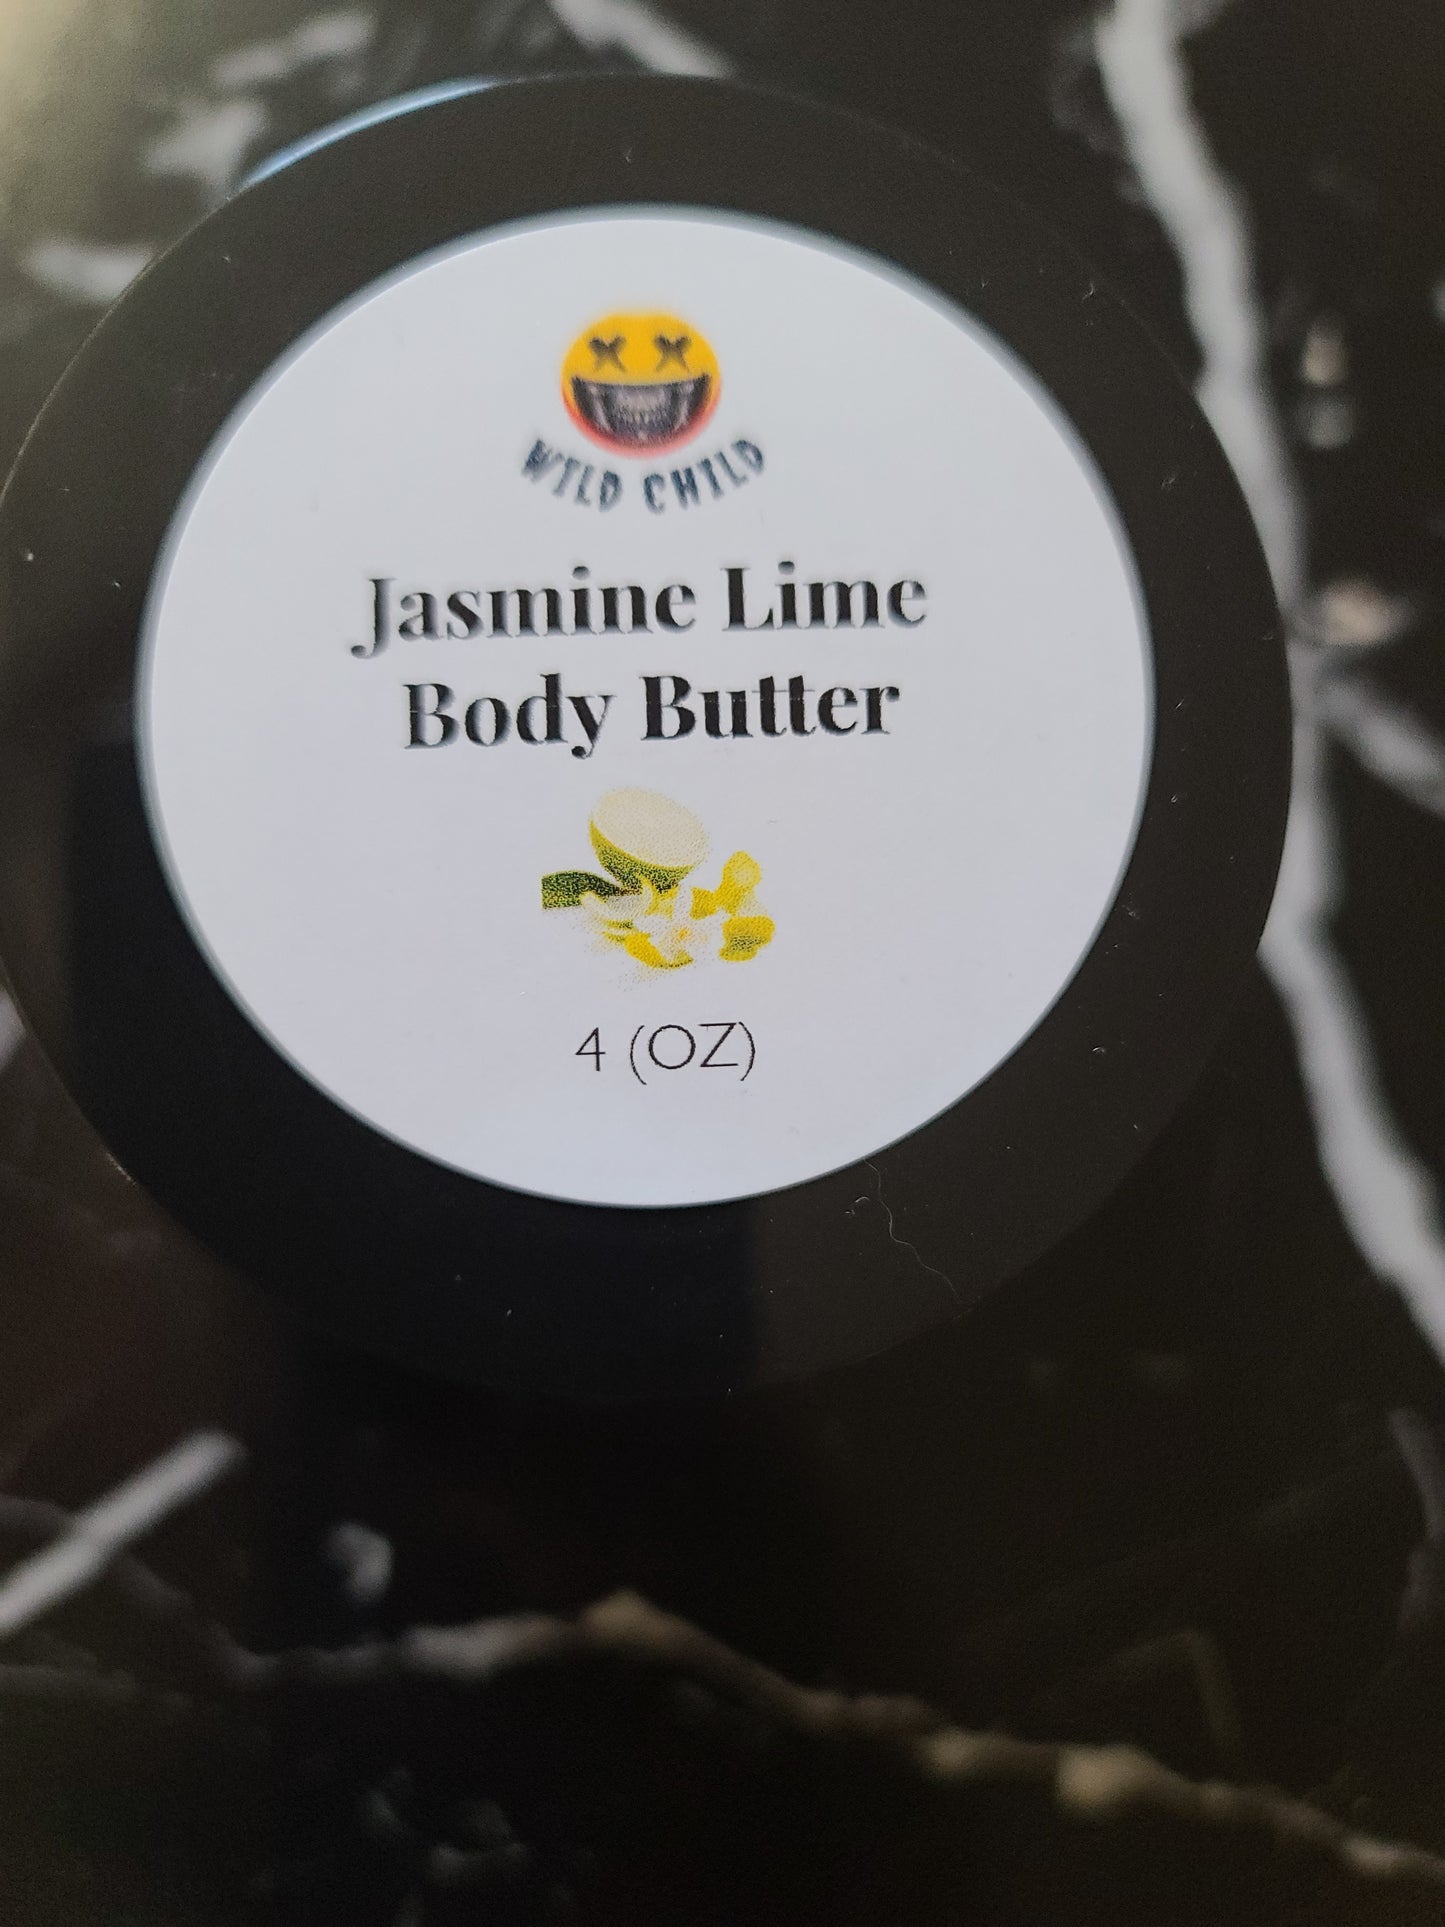 WILD CHILD
Jasmine Lime
Body Butter
4 (OZ)